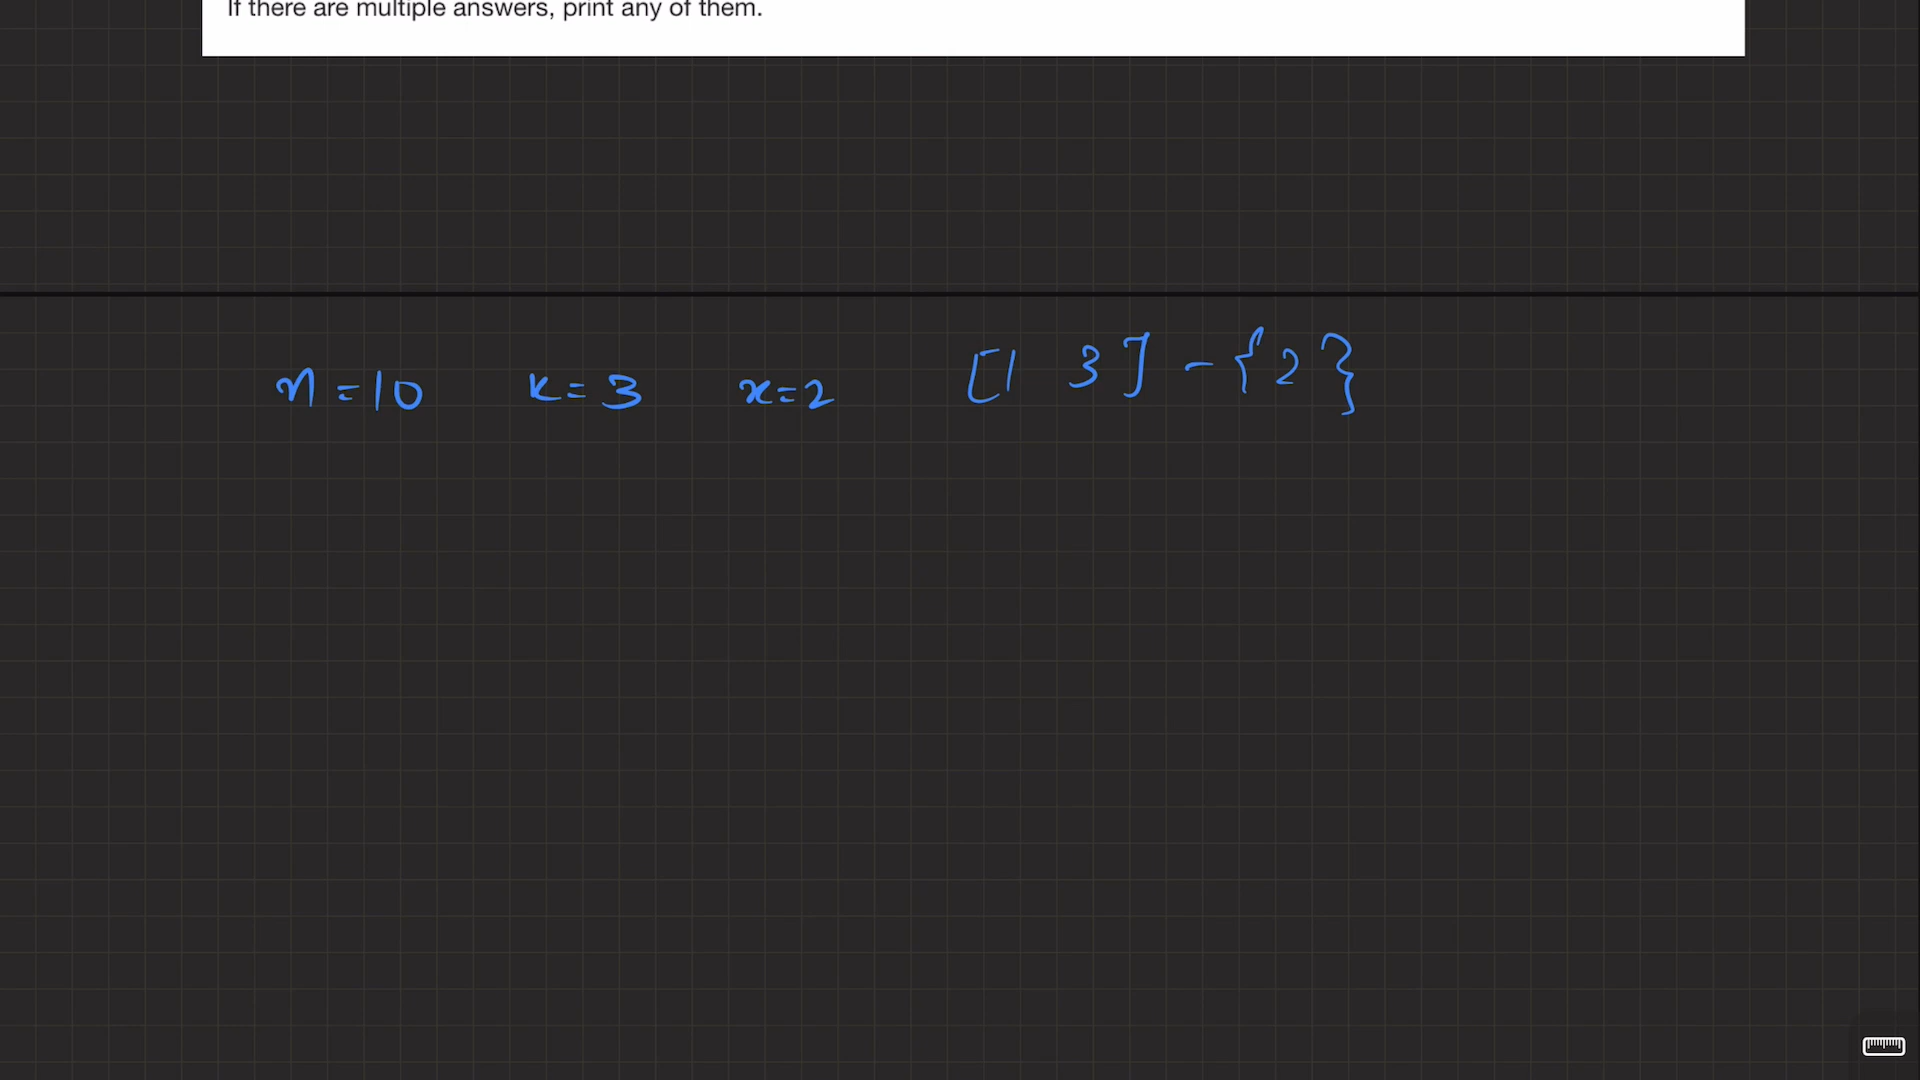 If there are multiple answers, print any of them.
n=10 k=3 x=2 [1 3] - {2}